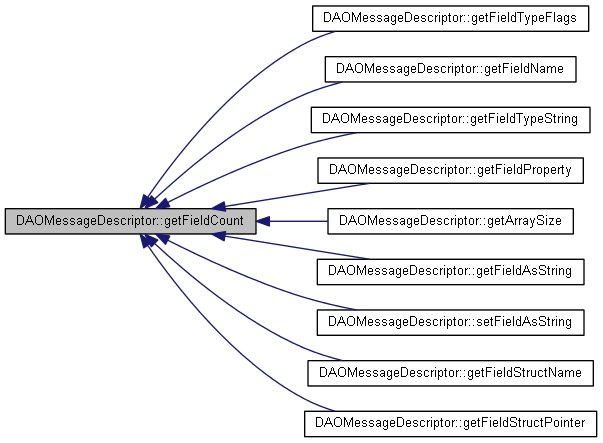 DAOMessageDescriptor::getFieldTypeFlags
DAOMessageDescriptor::getFieldName
DAOMessageDescriptor::getFieldTypeString
DAOMessageDescriptor::getFieldProperty
DAOMessageDescriptor::getFieldCount
DAOMessageDescriptor::getArraySize
DAOMessageDescriptor::getFieldAsString
DAOMessageDescriptor::setFieldAsString
DAOMessageDescriptor::getFieldStructName
DAOMessageDescriptor::getFieldStructPointer